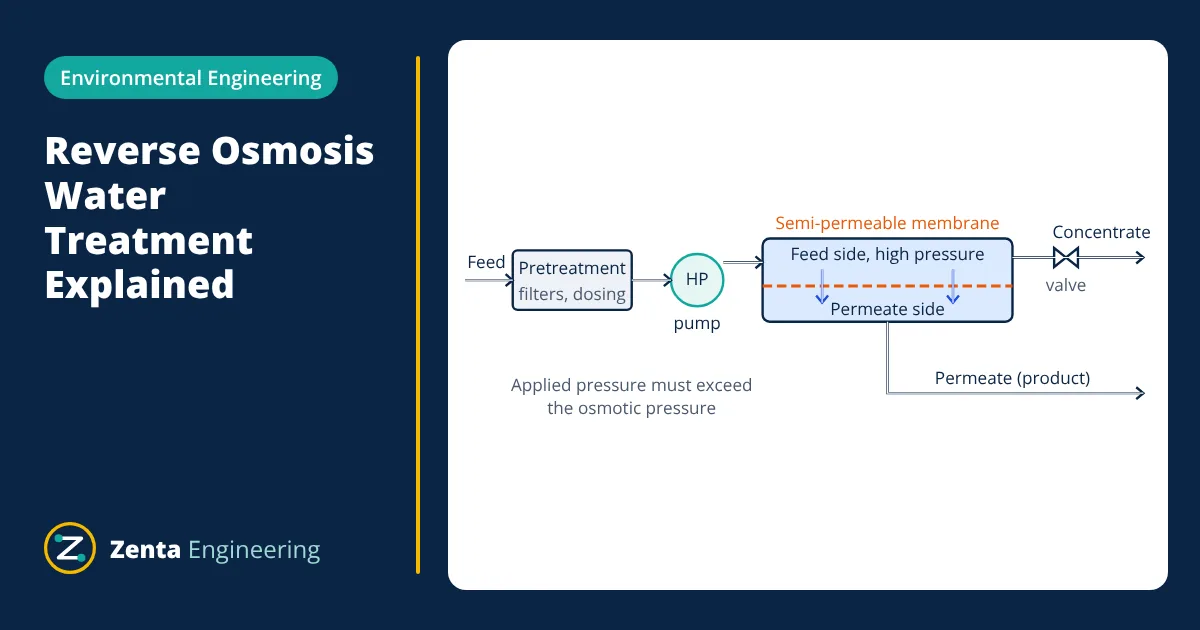 Environmental Engineering
Reverse Osmosis
Water
Treatment
Explained
Zenta Engineering
Semi-permeable membrane
Feed side, high pressure
Permeate side
Feed
Pretreatment
filters, dosing
HP
pump
Concentrate
valve
Permeate (product)
Applied pressure must exceed
the osmotic pressure